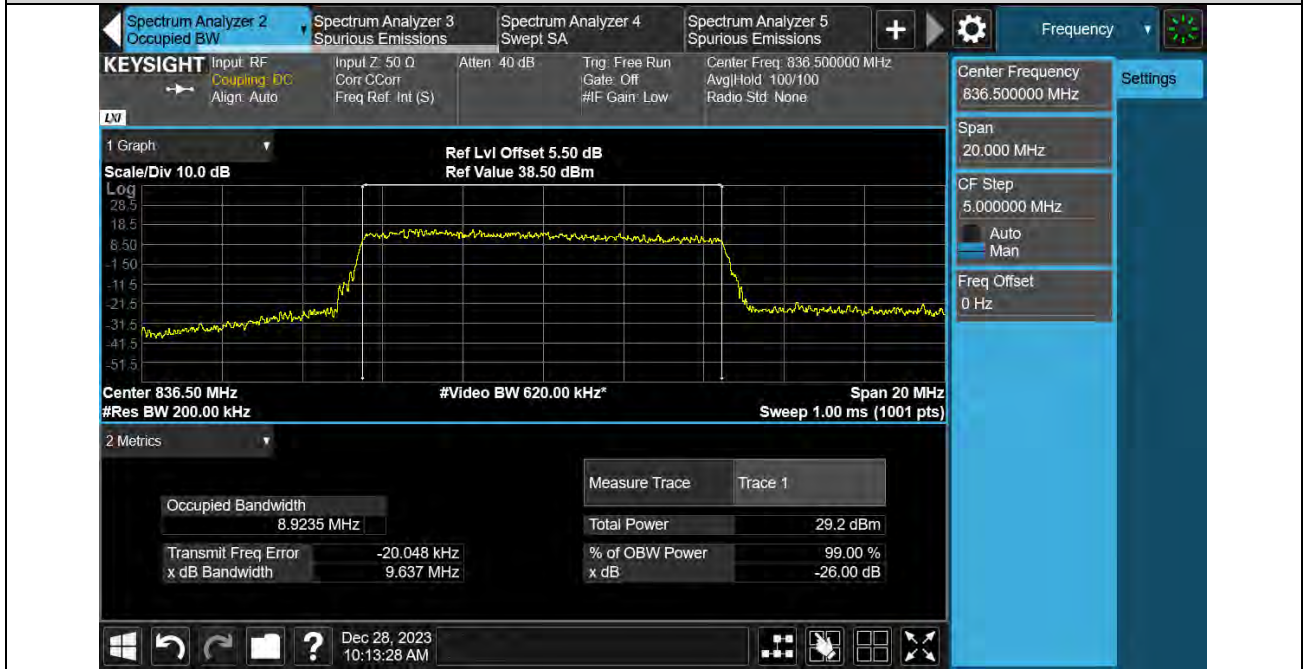 Spectrum Analyzer 2
Occupied BW
Spectrum Analyzer 3
Spurious Emissions
Spectrum Analyzer 4
Swept SA
Spectrum Analyzer 5
Spurious Emissions
+
Frequency
KEYSIGHT
Input: RF
Coupling: DC
Align: Auto
Input Z: 50 Ω
Corr CCorr
Freq Ref: Int (S)
Atten: 40 dB
Trig: Free Run
Gate: Off
#IF Gain: Low
Center Freq: 836.500000 MHz
Avg|Hold: 100/100
Radio Std: None
LXI
Center Frequency
836.500000 MHz
Settings
Span
20.000 MHz
CF Step
5.000000 MHz
Auto
Man
Freq Offset
0 Hz
1 Graph
Scale/Div 10.0 dB
Ref Lvl Offset 5.50 dB
Ref Value 38.50 dBm
Log
28.5
18.5
8.50
-1.50
-11.5
-21.5
-31.5
-41.5
-51.5
Center 836.50 MHz
#Video BW 620.00 kHz*
Span 20 MHz
#Res BW 200.00 kHz
Sweep 1.00 ms (1001 pts)
2 Metrics
Measure Trace
Trace 1
Occupied Bandwidth
8.9235 MHz
Total Power
29.2 dBm
Transmit Freq Error
-20.048 kHz
% of OBW Power
99.00 %
x dB Bandwidth
9.637 MHz
x dB
-26.00 dB
?
Dec 28, 2023
10:13:28 AM